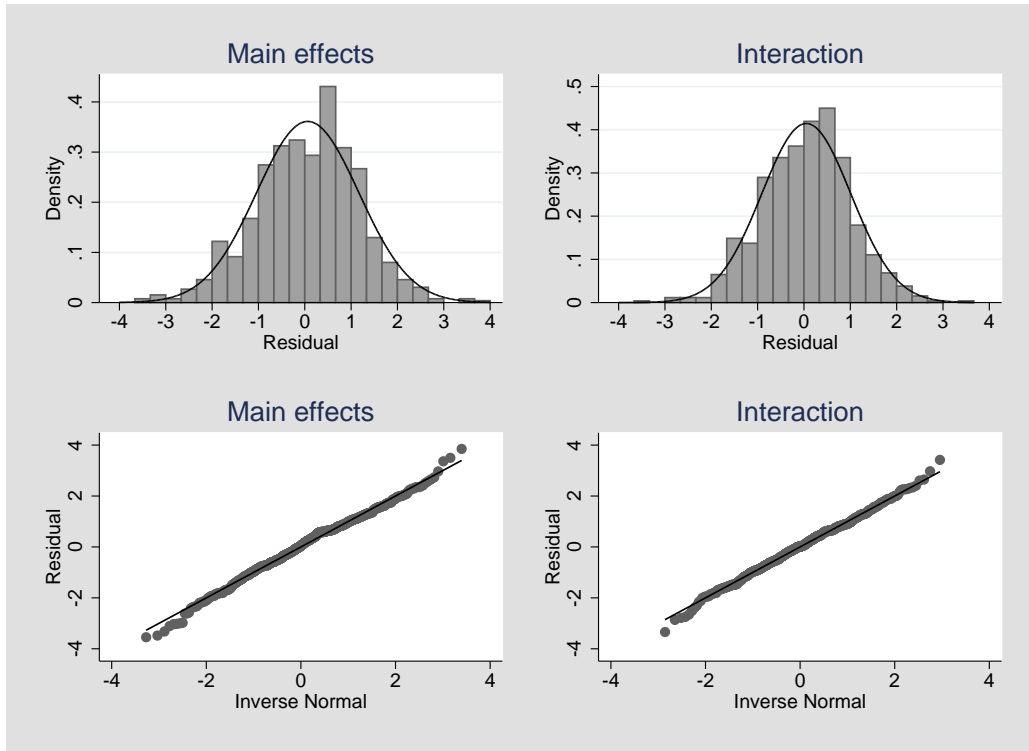 Main effects
Density
0 .1 .2 .3 .4
-4 -3 -2 -1 0 1 2 3 4
Residual
Interaction
Density
0 .1 .2 .3 .4 .5
-4 -3 -2 -1 0 1 2 3 4
Residual
Main effects
Residual
-4 -2 0 2 4
-4 -2 0 2 4
Inverse Normal
Interaction
Residual
-4 -2 0 2 4
-4 -2 0 2 4
Inverse Normal